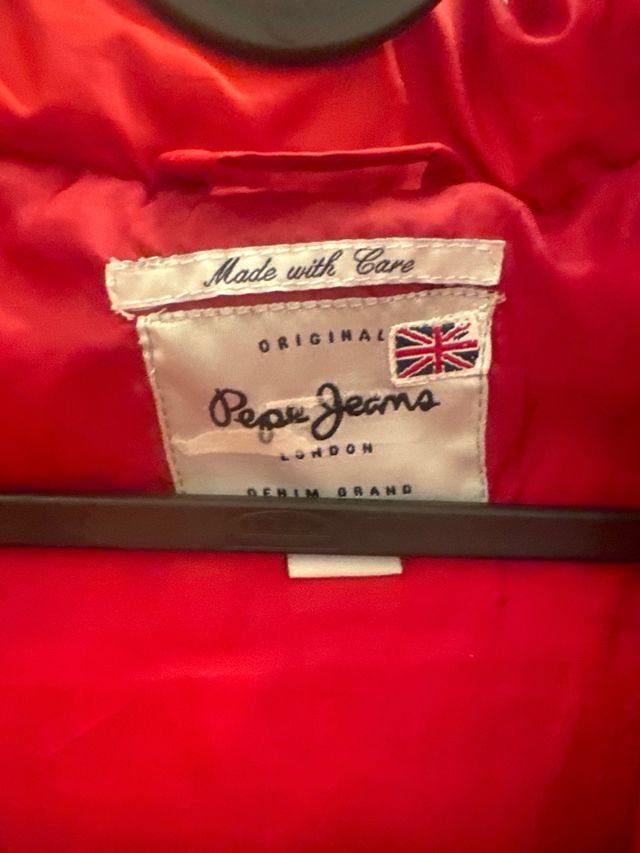 Made with Care
ORIGINAL
Pepe Jeans
LONDON
DENIM BRAND